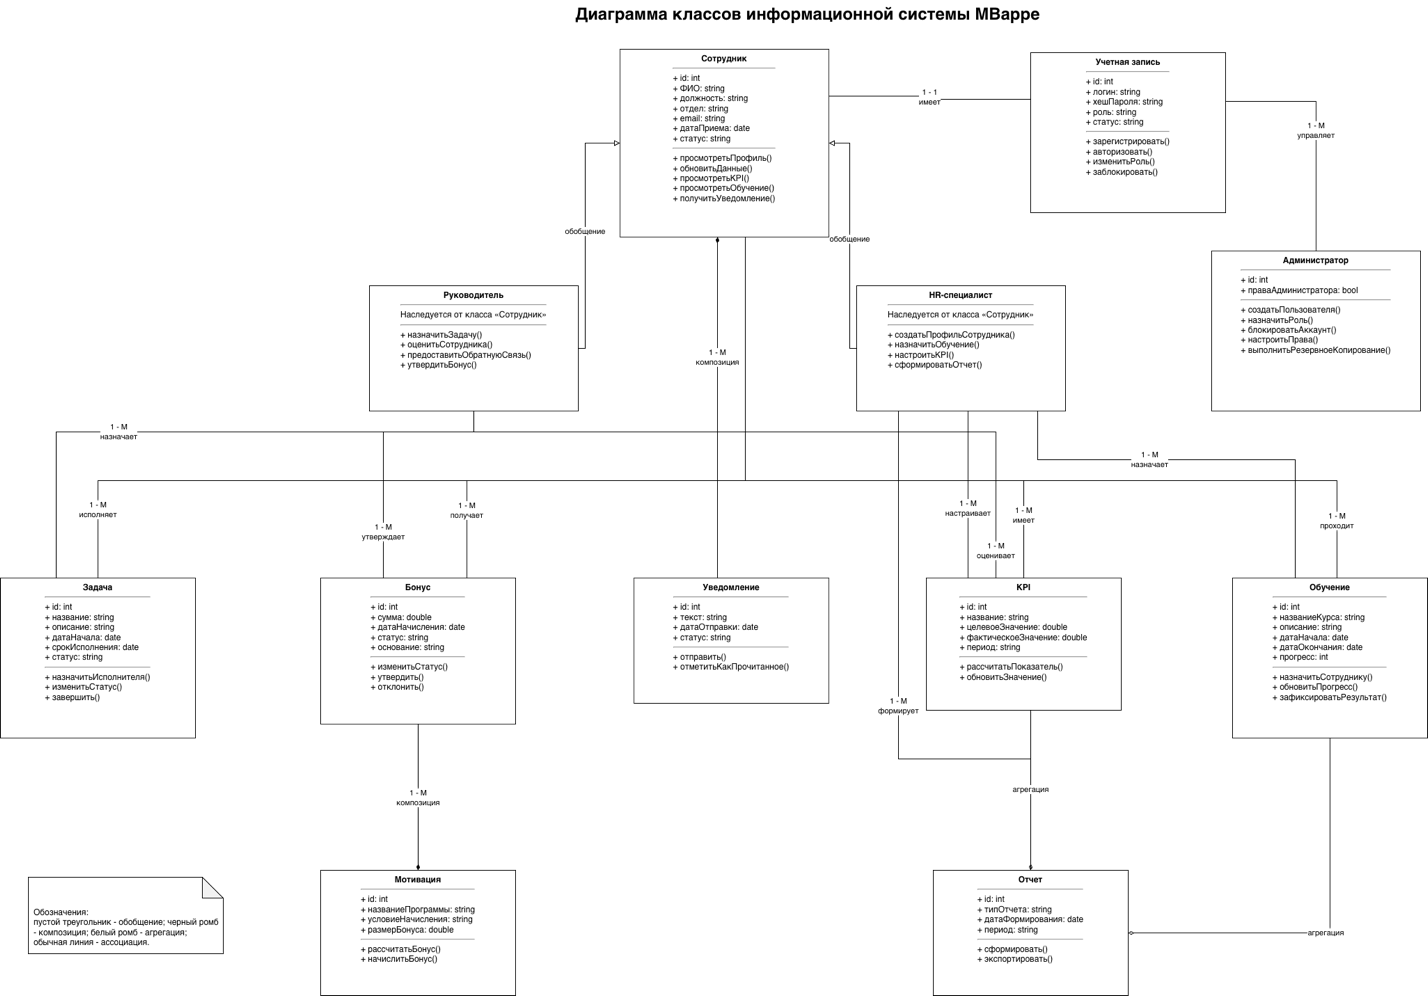 Диаграмма классов информационной системы MBappe
Сотрудник
+ id: int
+ ФИО: string
+ должность: string
+ отдел: string
+ email: string
+ датаПриема: date
+ статус: string
+ просмотретьПрофиль()
+ обновитьДанные()
+ просмотретьKPI()
+ просмотретьОбучение()
+ получитьУведомление()
1 - 1
имеет
Учетная запись
+ id: int
+ логин: string
+ хешПароля: string
+ роль: string
+ статус: string
+ зарегистрировать()
+ авторизовать()
+ изменитьРоль()
+ заблокировать()
1 - М
управляет
обобщение
обобщение
Администратор
+ id: int
+ праваАдминистратора: bool
+ создатьПользователя()
+ назначитьРоль()
+ блокироватьАккаунт()
+ настроитьПрава()
+ выполнитьРезервноеКопирование()
Руководитель
Наследуется от класса «Сотрудник»
+ назначитьЗадачу()
+ оценитьСотрудника()
+ предоставитьОбратнуюСвязь()
+ утвердитьБонус()
1 - М
композиция
HR-специалист
Наследуется от класса «Сотрудник»
+ создатьПрофильСотрудника()
+ назначитьОбучение()
+ настроитьKPI()
+ сформироватьОтчет()
1 - М
назначает
1 - М
назначает
1 - М
исполняет
1 - М
утверждает
1 - М
получает
1 - М
настраивает
1 - М
оценивает
1 - М
имеет
1 - М
проходит
Задача
+ id: int
+ название: string
+ описание: string
+ датаНачала: date
+ срокИсполнения: date
+ статус: string
+ назначитьИсполнителя()
+ изменитьСтатус()
+ завершить()
Бонус
+ id: int
+ сумма: double
+ датаНачисления: date
+ статус: string
+ основание: string
+ изменитьСтатус()
+ утвердить()
+ отклонить()
Уведомление
+ id: int
+ текст: string
+ датаОтправки: date
+ статус: string
+ отправить()
+ отметитьКакПрочитанное()
KPI
+ id: int
+ название: string
+ целевоеЗначение: double
+ фактическоеЗначение: double
+ период: string
+ рассчитатьПоказатель()
+ обновитьЗначение()
Обучение
+ id: int
+ названиеКурса: string
+ описание: string
+ датаНачала: date
+ датаОкончания: date
+ прогресс: int
+ назначитьСотруднику()
+ обновитьПрогресс()
+ зафиксироватьРезультат()
1 - М
формирует
1 - М
композиция
агрегация
агрегация
Мотивация
+ id: int
+ названиеПрограммы: string
+ условиеНачисления: string
+ размерБонуса: double
+ рассчитатьБонус()
+ начислитьБонус()
Отчет
+ id: int
+ типОтчета: string
+ датаФормирования: date
+ период: string
+ сформировать()
+ экспортировать()
Обозначения:
пустой треугольник - обобщение; черный ромб
- композиция; белый ромб - агрегация;
обычная линия - ассоциация.